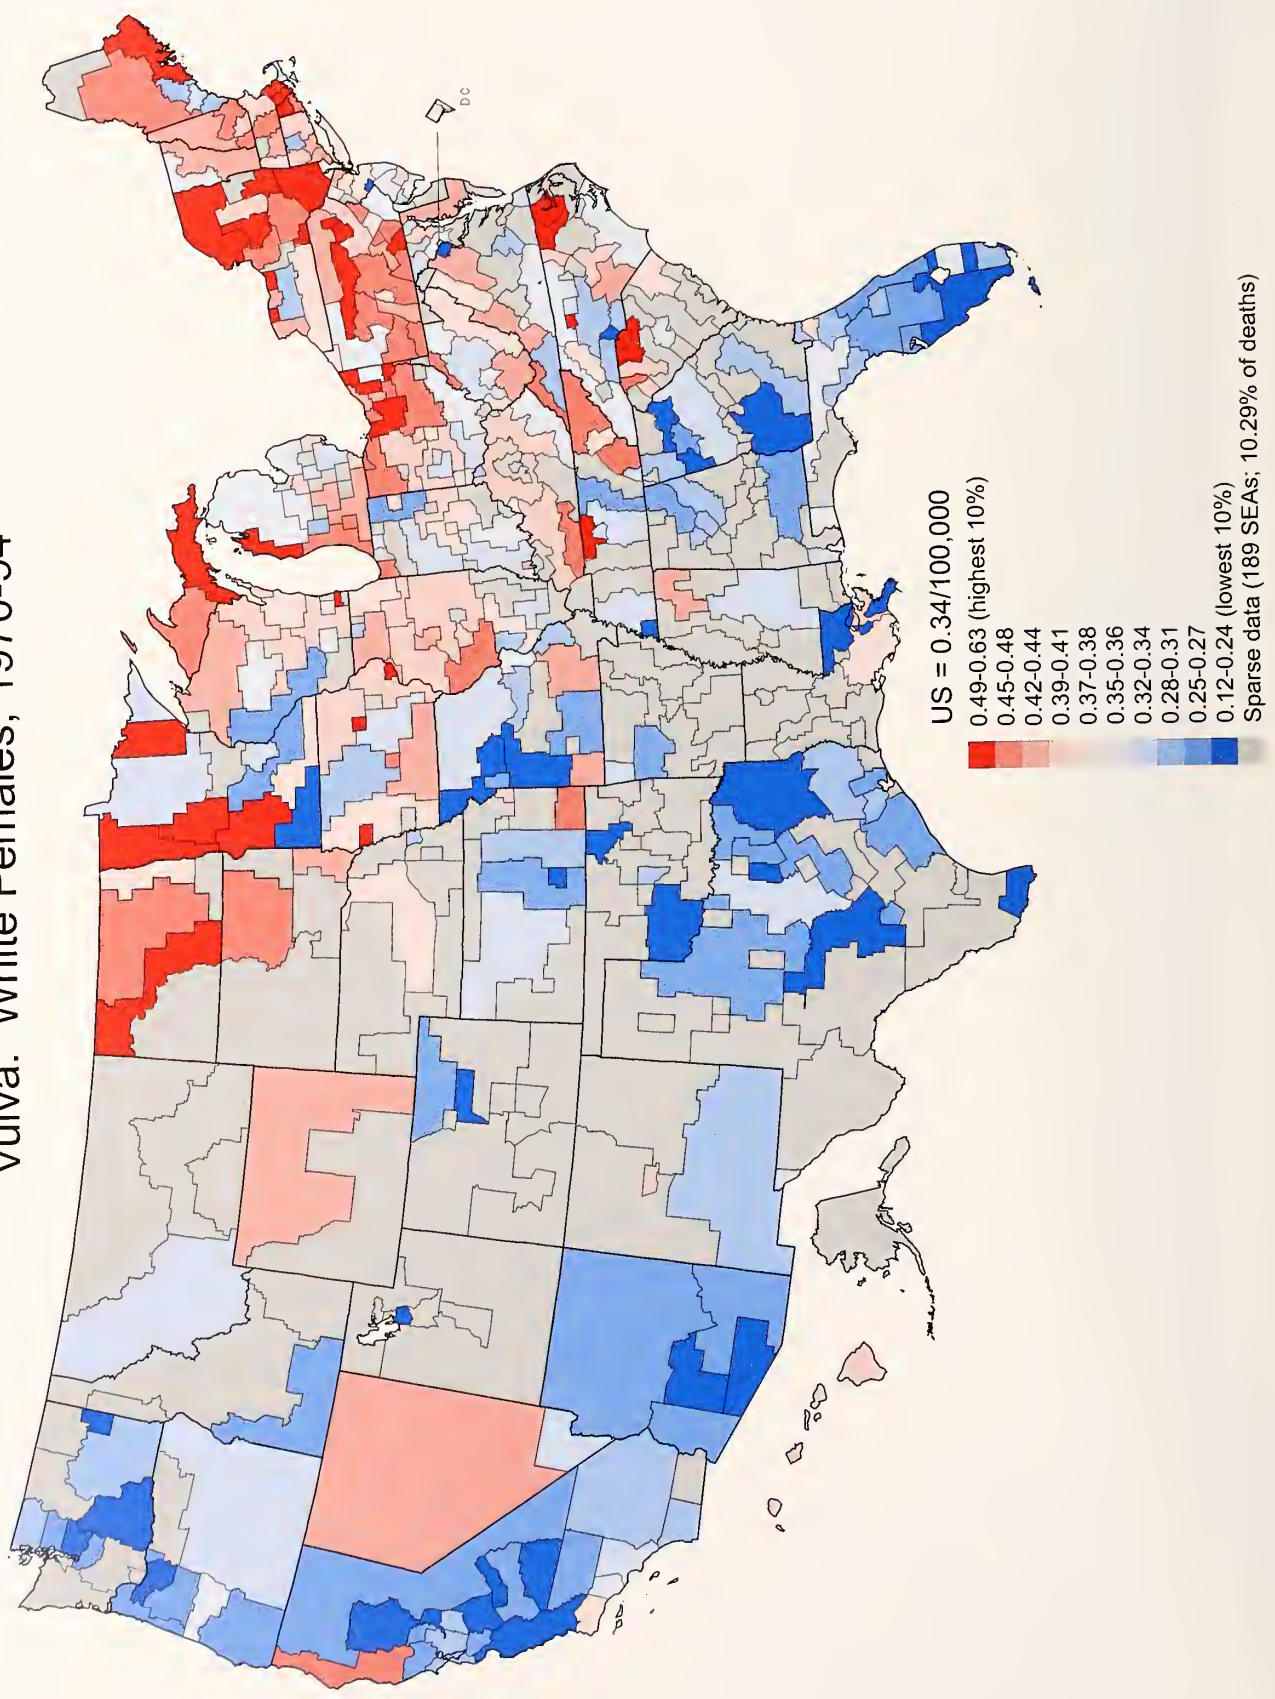 Vulva: White Females, 1970-94
DC
US = 0.34/100,000
0.49-0.63 (highest 10%)
0.45-0.48
0.42-0.44
0.39-0.41
0.37-0.38
0.35-0.36
0.32-0.34
0.28-0.31
0.25-0.27
0.12-0.24 (lowest 10%)
Sparse data (189 SEAs; 10.29% of deaths)